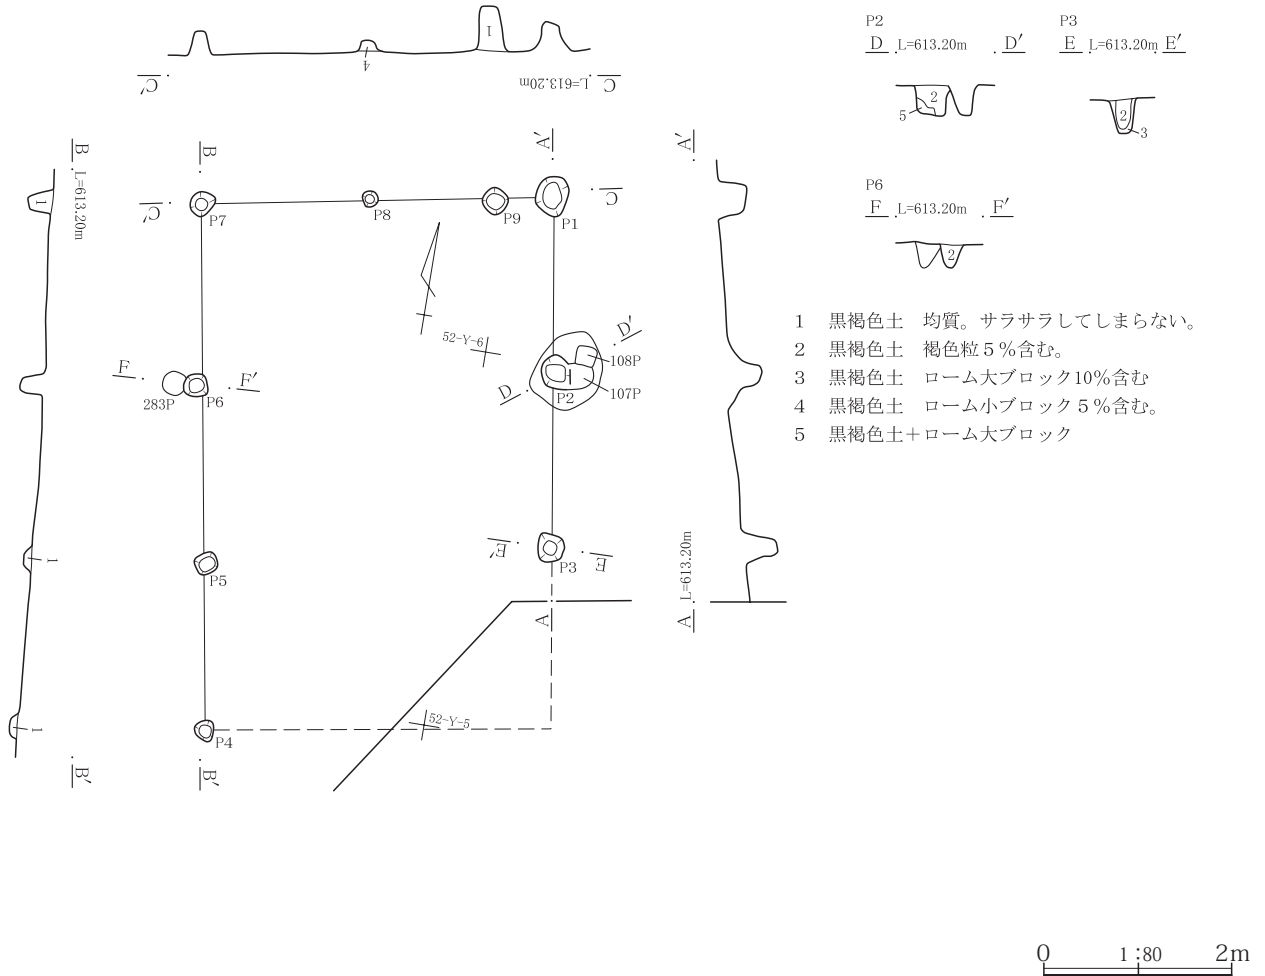 1
4
L=613.20m
C′
C
P2
D L=613.20m D′
2
5
P3
E L=613.20m E′
2
3
P6
F L=613.20m F′
2
B
L=613.20m
1
1
1
B′
B
A′
C′
C
P7
P8
P9
P1
52-Y-6
D′
108P
107P
D
P2
F
F′
283P
P6
E′
E
P3
P5
A
52-Y-5
P4
B′
A′
L=613.20m
A
1 黒褐色土 均質。サラサラしてしまらない。
2 黒褐色土 褐色粒5％含む。
3 黒褐色土 ローム大ブロック10％含む
4 黒褐色土 ローム小ブロック5％含む。
5 黒褐色土＋ローム大ブロック
0 1:80 2m